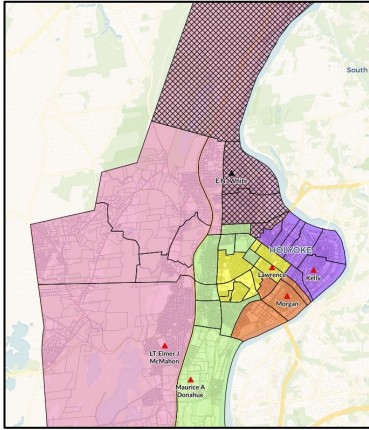 South
E.N. White
HOLYOKE
Lawrence
Kelly
Morgan
LT Elmer J
McMahon
Maurice A
Donahue